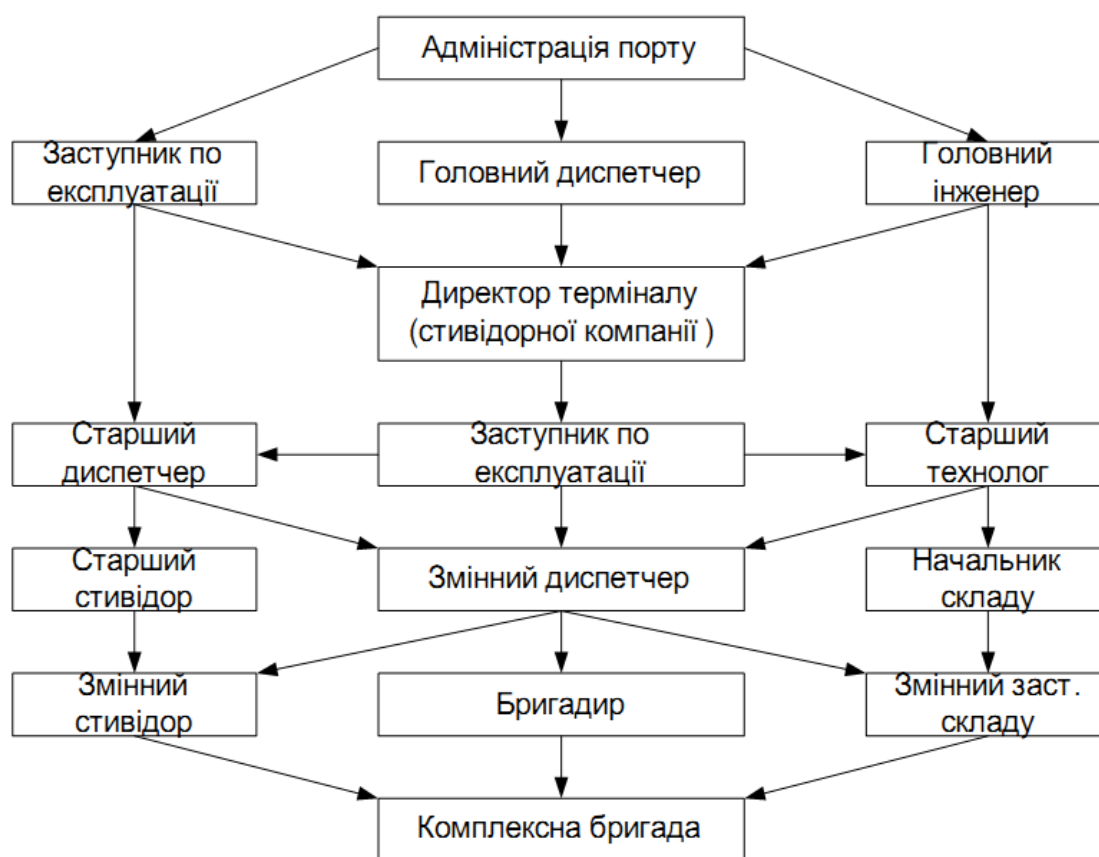 Адміністрація порту
Заступник по
експлуатації
Головний диспетчер
Головний
інженер
Директор терміналу
(стивідорної компанії )
Старший
диспетчер
Заступник по
експлуатації
Старший
технолог
Старший
стивідор
Змінний диспетчер
Начальник
складу
Змінний
стивідор
Бригадир
Змінний заст.
складу
Комплексна бригада